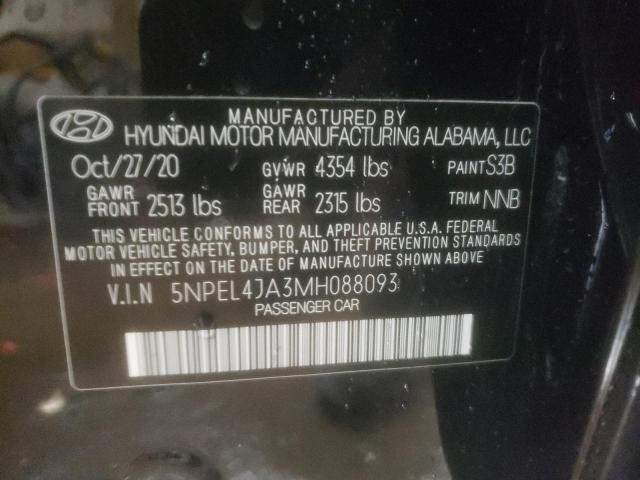 MANUFACTURED BY
HYUNDAI MOTOR MANUFACTURING ALABAMA, LLC
Oct/27/20 GVWR 4354 lbs PAINT S3B
GAWR FRONT 2513 lbs GAWR REAR 2315 lbs TRIM NNB
THIS VEHICLE CONFORMS TO ALL APPLICABLE U.S.A. FEDERAL
MOTOR VEHICLE SAFETY, BUMPER, AND THEFT PREVENTION STANDARDS
IN EFFECT ON THE DATE OF MANUFACTURE SHOWN ABOVE.
V.I.N 5NPEL4JA3MH088093
PASSENGER CAR